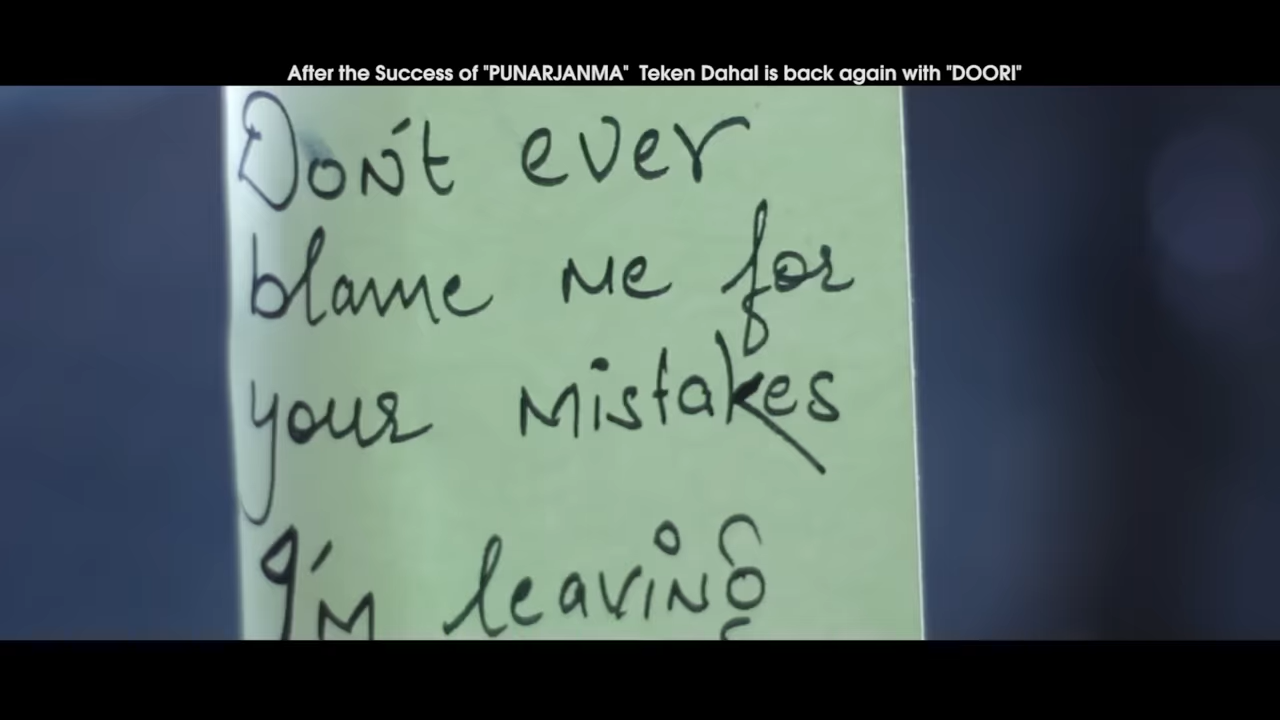 After the Success of "PUNARJANMA" Teken Dahal is back again with "DOORI"
Don't ever
blame me for
your mistakes
I'm leaving